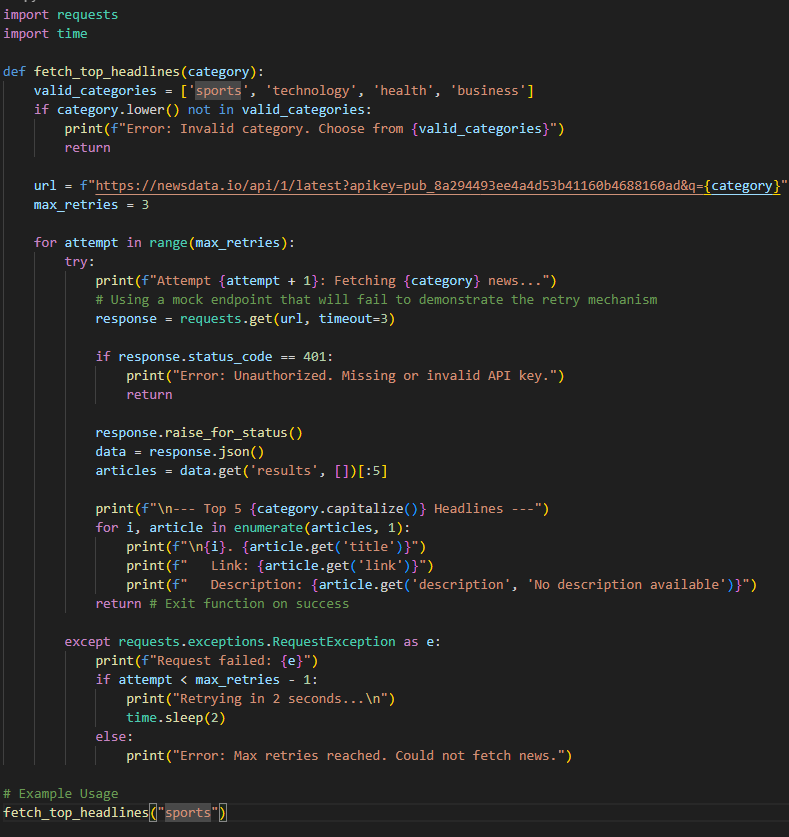 import requests
import time
def fetch_top_headlines(category):
    valid_categories = ['sports', 'technology', 'health', 'business']
    if category.lower() not in valid_categories:
        print(f"Error: Invalid category. Choose from {valid_categories}")
        return
    url = f"https://newsdata.io/api/1/latest?apikey=pub_8a294493ee4a4d53b41160b4688160ad&q={category}"
    max_retries = 3
    for attempt in range(max_retries):
        try:
            print(f"Attempt {attempt + 1}: Fetching {category} news...")
            # Using a mock endpoint that will fail to demonstrate the retry mechanism
            response = requests.get(url, timeout=3)
            if response.status_code == 401:
                print("Error: Unauthorized. Missing or invalid API key.")
                return
            response.raise_for_status()
            data = response.json()
            articles = data.get('results', [])[:5]
            print(f"\n--- Top 5 {category.capitalize()} Headlines ---")
            for i, article in enumerate(articles, 1):
                print(f"\n{i}. {article.get('title')}")
                print(f"   Link: {article.get('link')}")
                print(f"   Description: {article.get('description', 'No description available')}")
            return # Exit function on success
        except requests.exceptions.RequestException as e:
            print(f"Request failed: {e}")
            if attempt < max_retries - 1:
                print("Retrying in 2 seconds...\n")
                time.sleep(2)
            else:
                print("Error: Max retries reached. Could not fetch news.")
# Example Usage
fetch_top_headlines("sports")